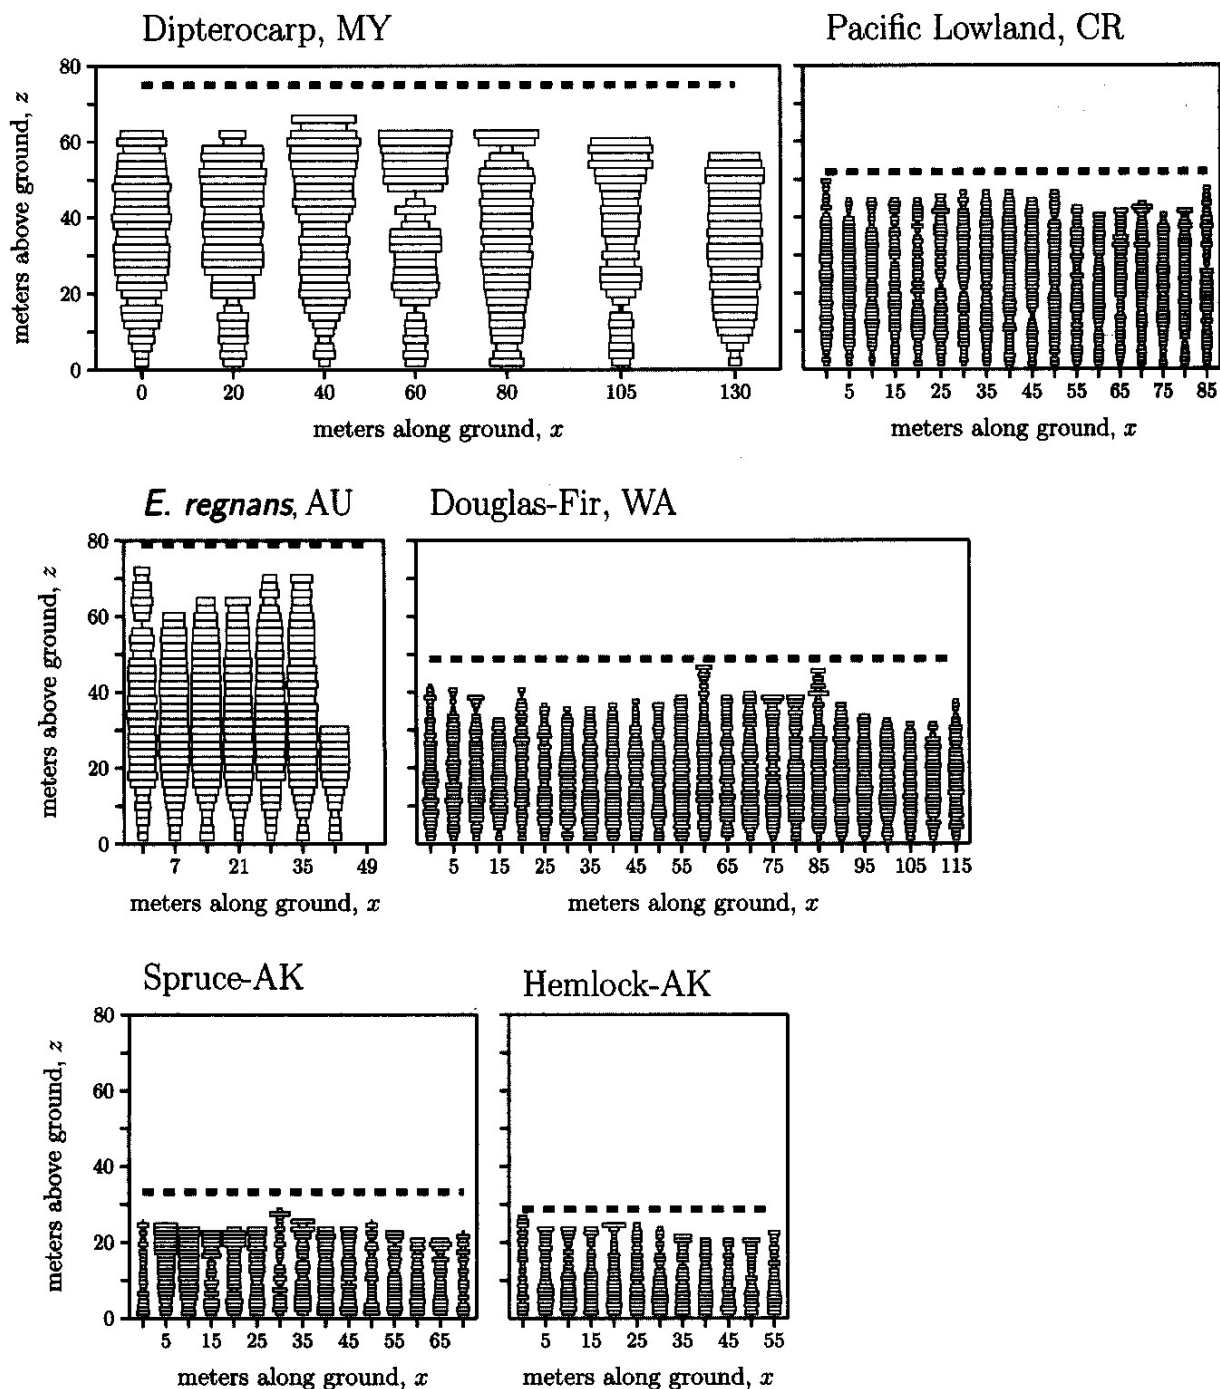 Dipterocarp, MY
Pacific Lowland, CR
meters above ground, z
80
60
40
20
0
0 20 40 60 80 105 130
5 15 25 35 45 55 65 75 85
meters along ground, x
meters along ground, x
E. regnans, AU
Douglas-Fir, WA
meters above ground, z
80
60
40
20
0
7 21 35 49
5 15 25 35 45 55 65 75 85 95 105 115
meters along ground, x
meters along ground, x
Spruce-AK
Hemlock-AK
meters above ground, z
80
60
40
20
0
5 15 25 35 45 55 65
5 15 25 35 45 55
meters along ground, x
meters along ground, x